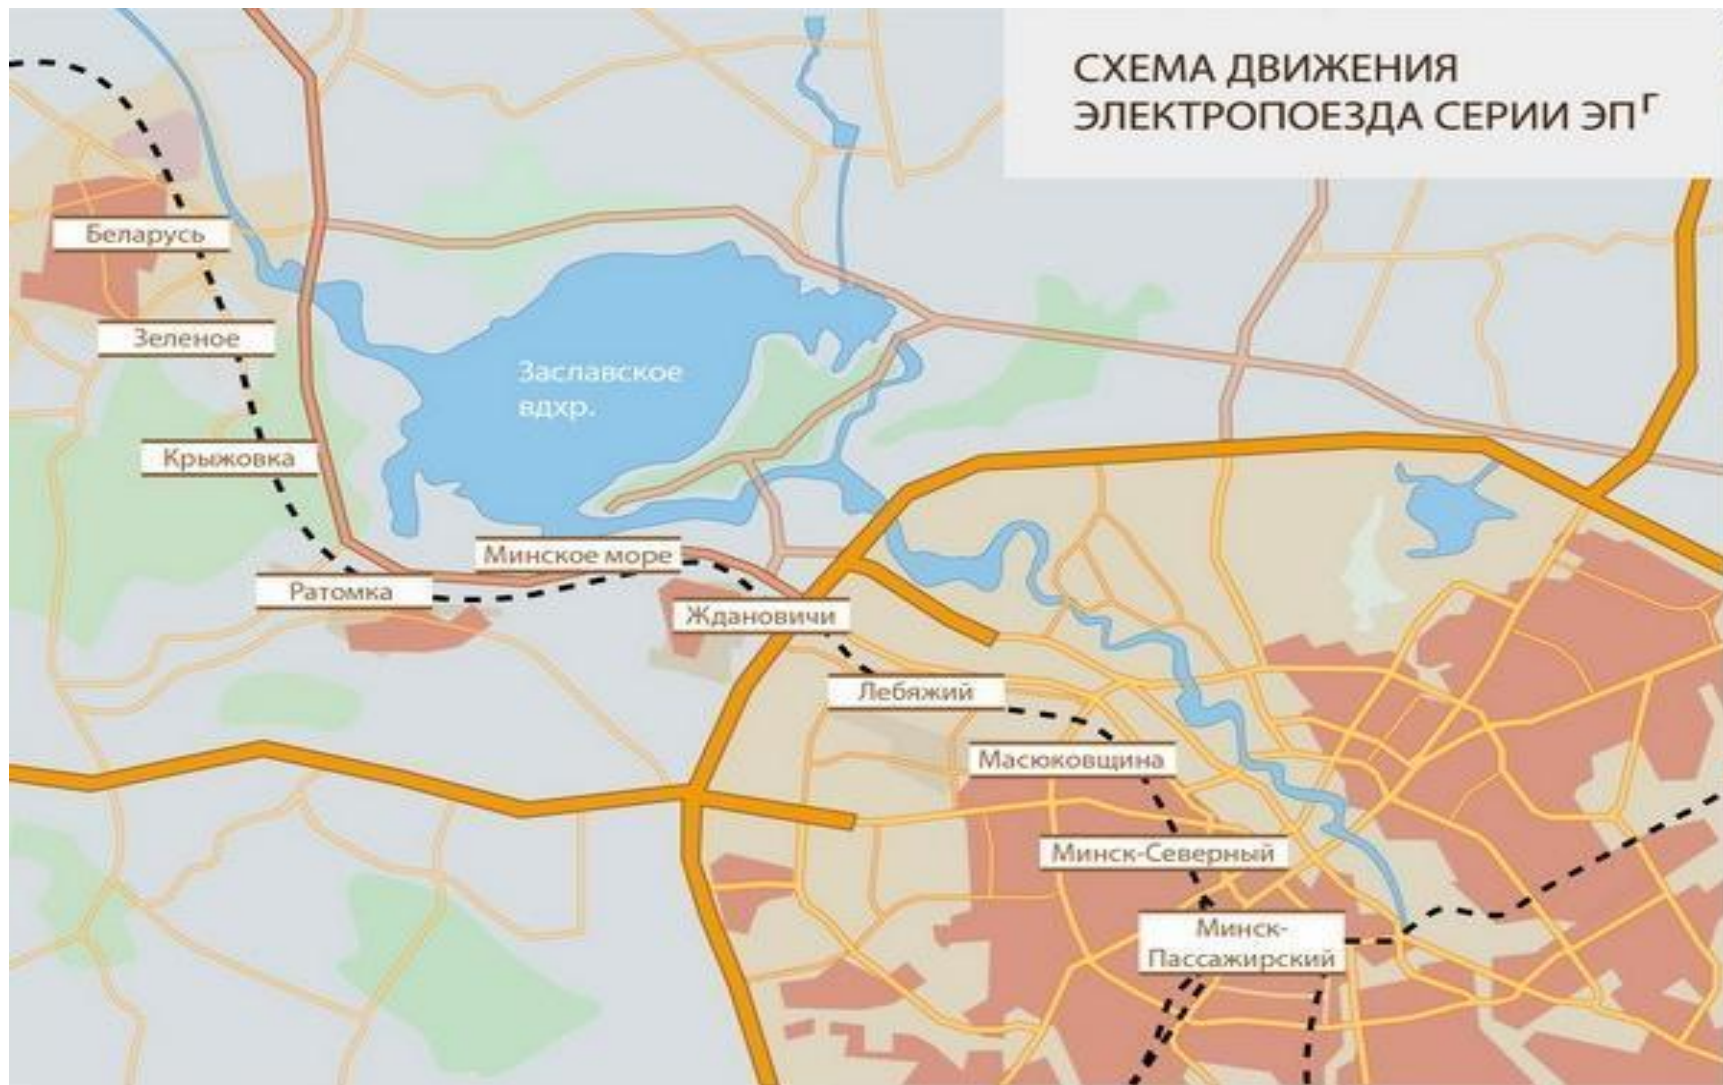 СХЕМА ДВИЖЕНИЯ
ЭЛЕКТРОПОЕЗДА СЕРИИ ЭПГ
Беларусь
Зеленое
Заславское
вдхр.
Крыжовка
Минское море
Ратомка
Ждановичи
Лебяжий
Масюковщина
Минск-Северный
Минск-
Пассажирский